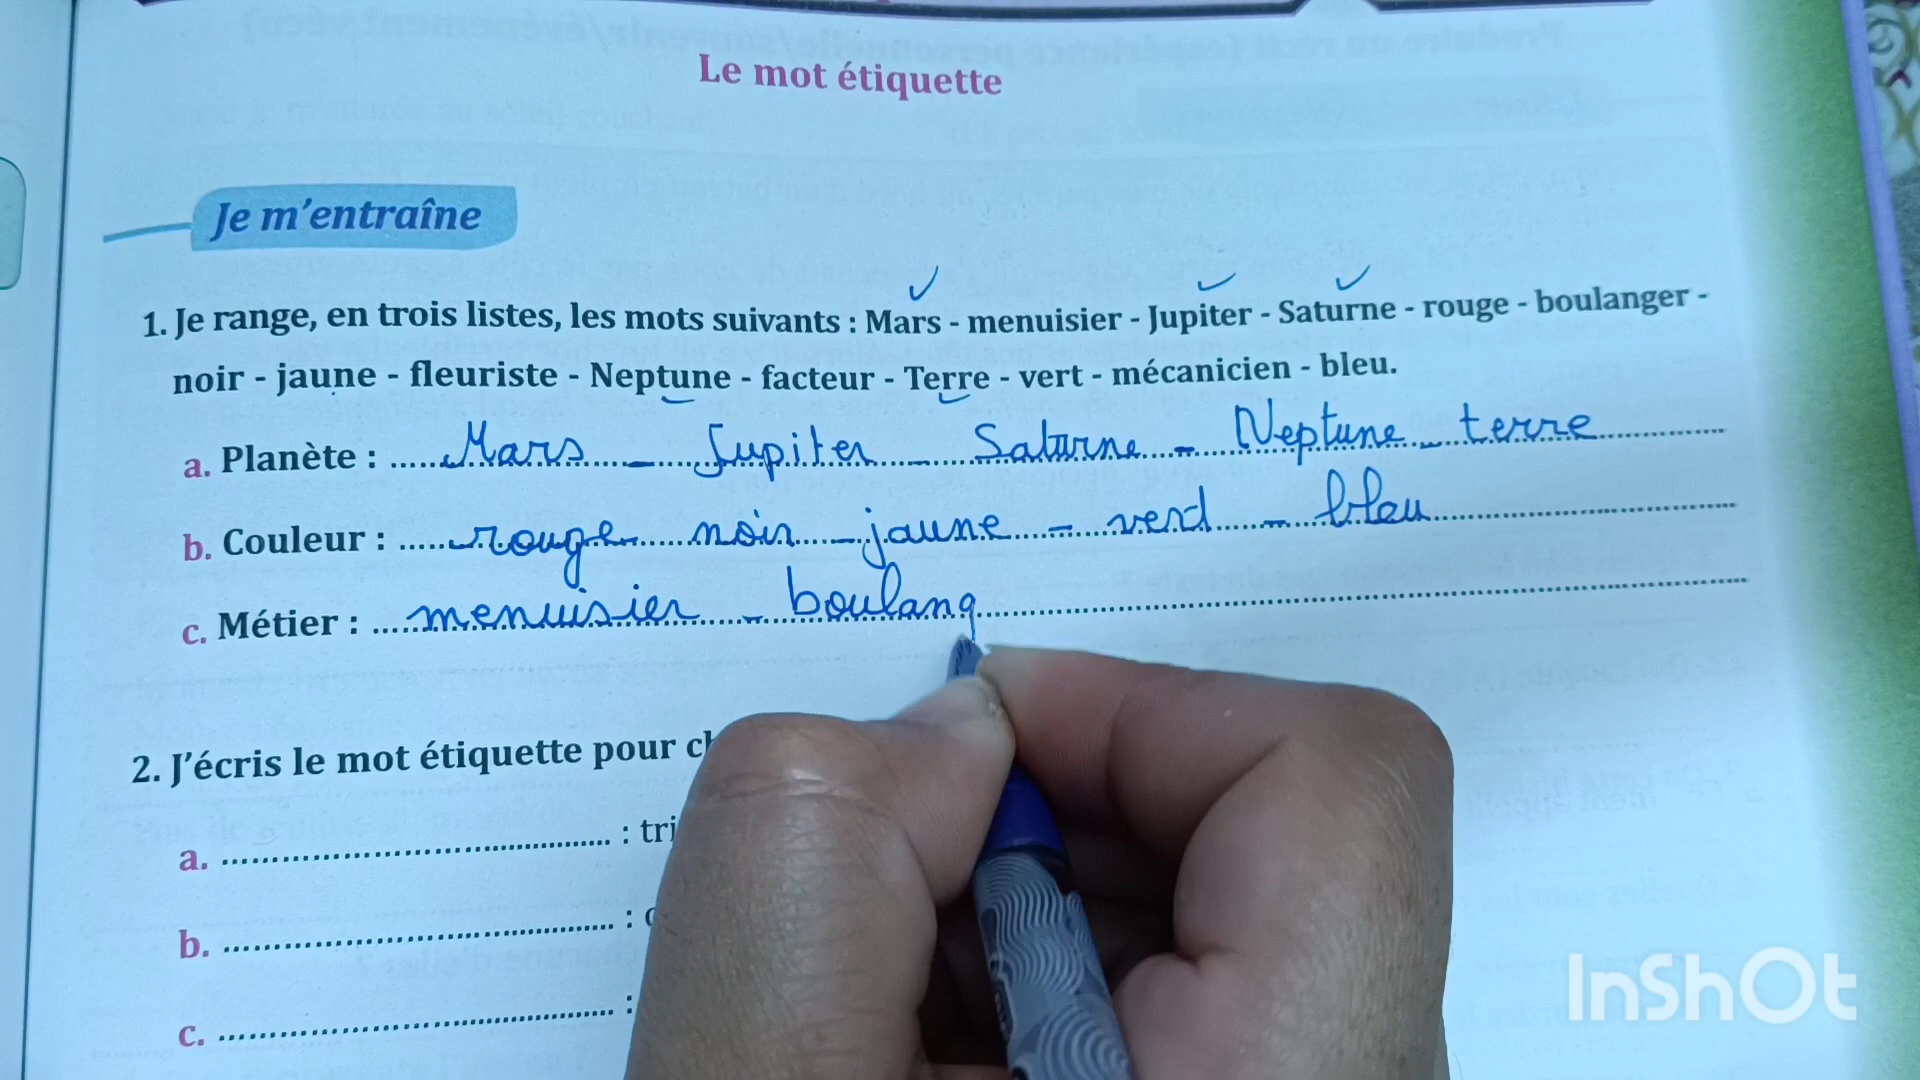 Le mot étiquette
Je m'entraîne
1. Je range, en trois listes, les mots suivants : Mars - menuisier - Jupiter - Saturne - rouge - boulanger -
noir - jaune - fleuriste - Neptune - facteur - Terre - vert - mécanicien - bleu.
a. Planète : Mars - Jupiter - Saturne - Neptune - terre
b. Couleur : rouge - noir - jaune - vert - bleu
c. Métier : menuisier - boulang
2. J'écris le mot étiquette pour
a. : tri
b. :
c. :
InShOt